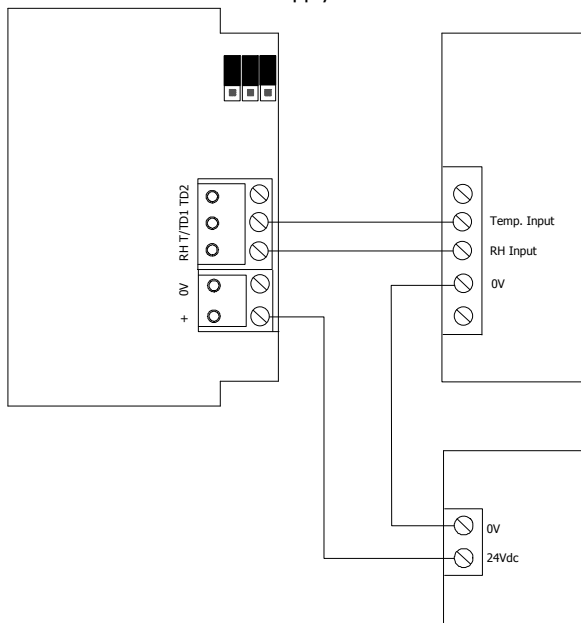 RH T/TD1 TD2
+ 0V
Temp. Input
RH Input
0V
0V
24Vdc